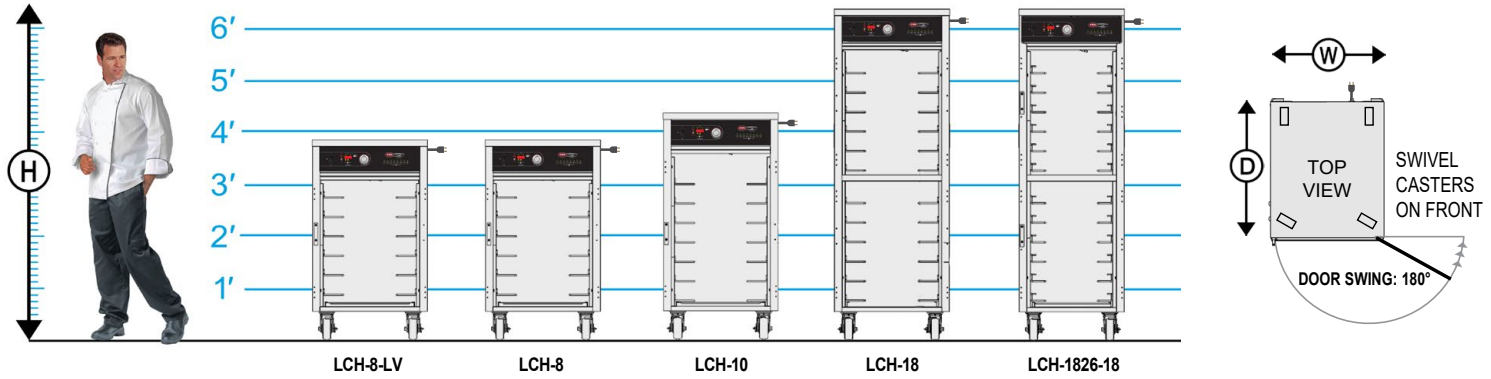 H
6′
5′
4′
3′
2′
1′
LCH-8-LV
LCH-8
LCH-10
LCH-18
LCH-1826-18
W
D
TOP
VIEW
SWIVEL
CASTERS
ON FRONT
DOOR SWING: 180°